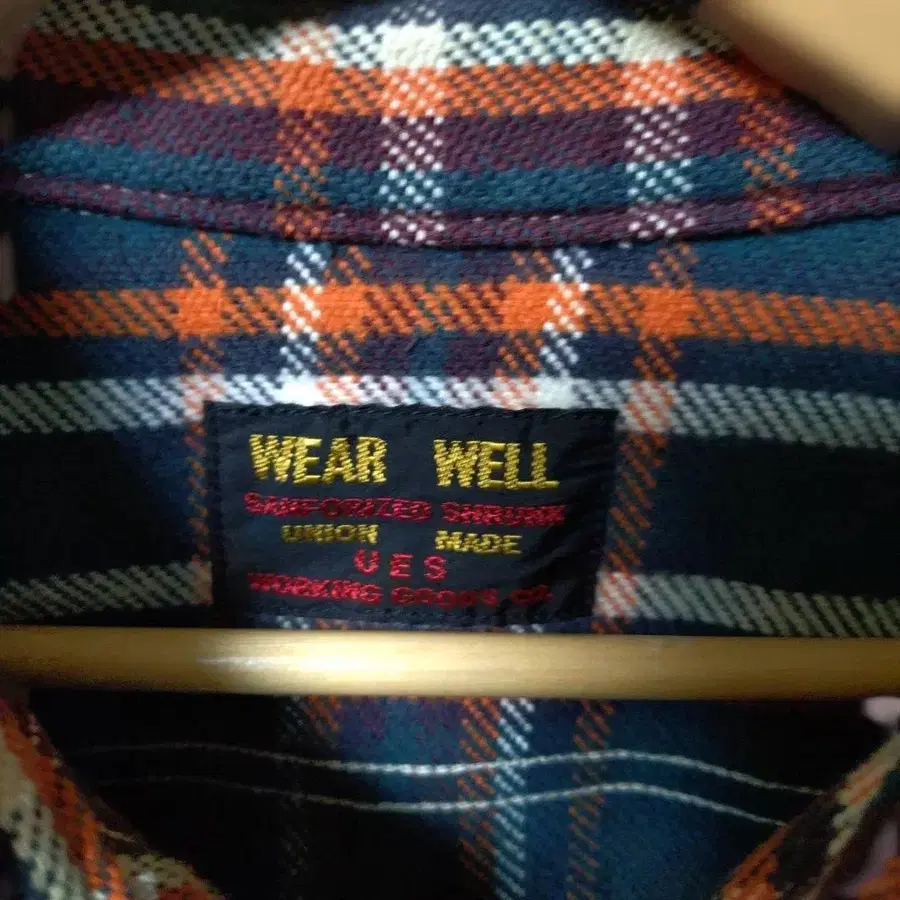 WEAR WELL
SANFORIZED SHRUNK
UNION MADE
UES
WORKING GOODS CO.